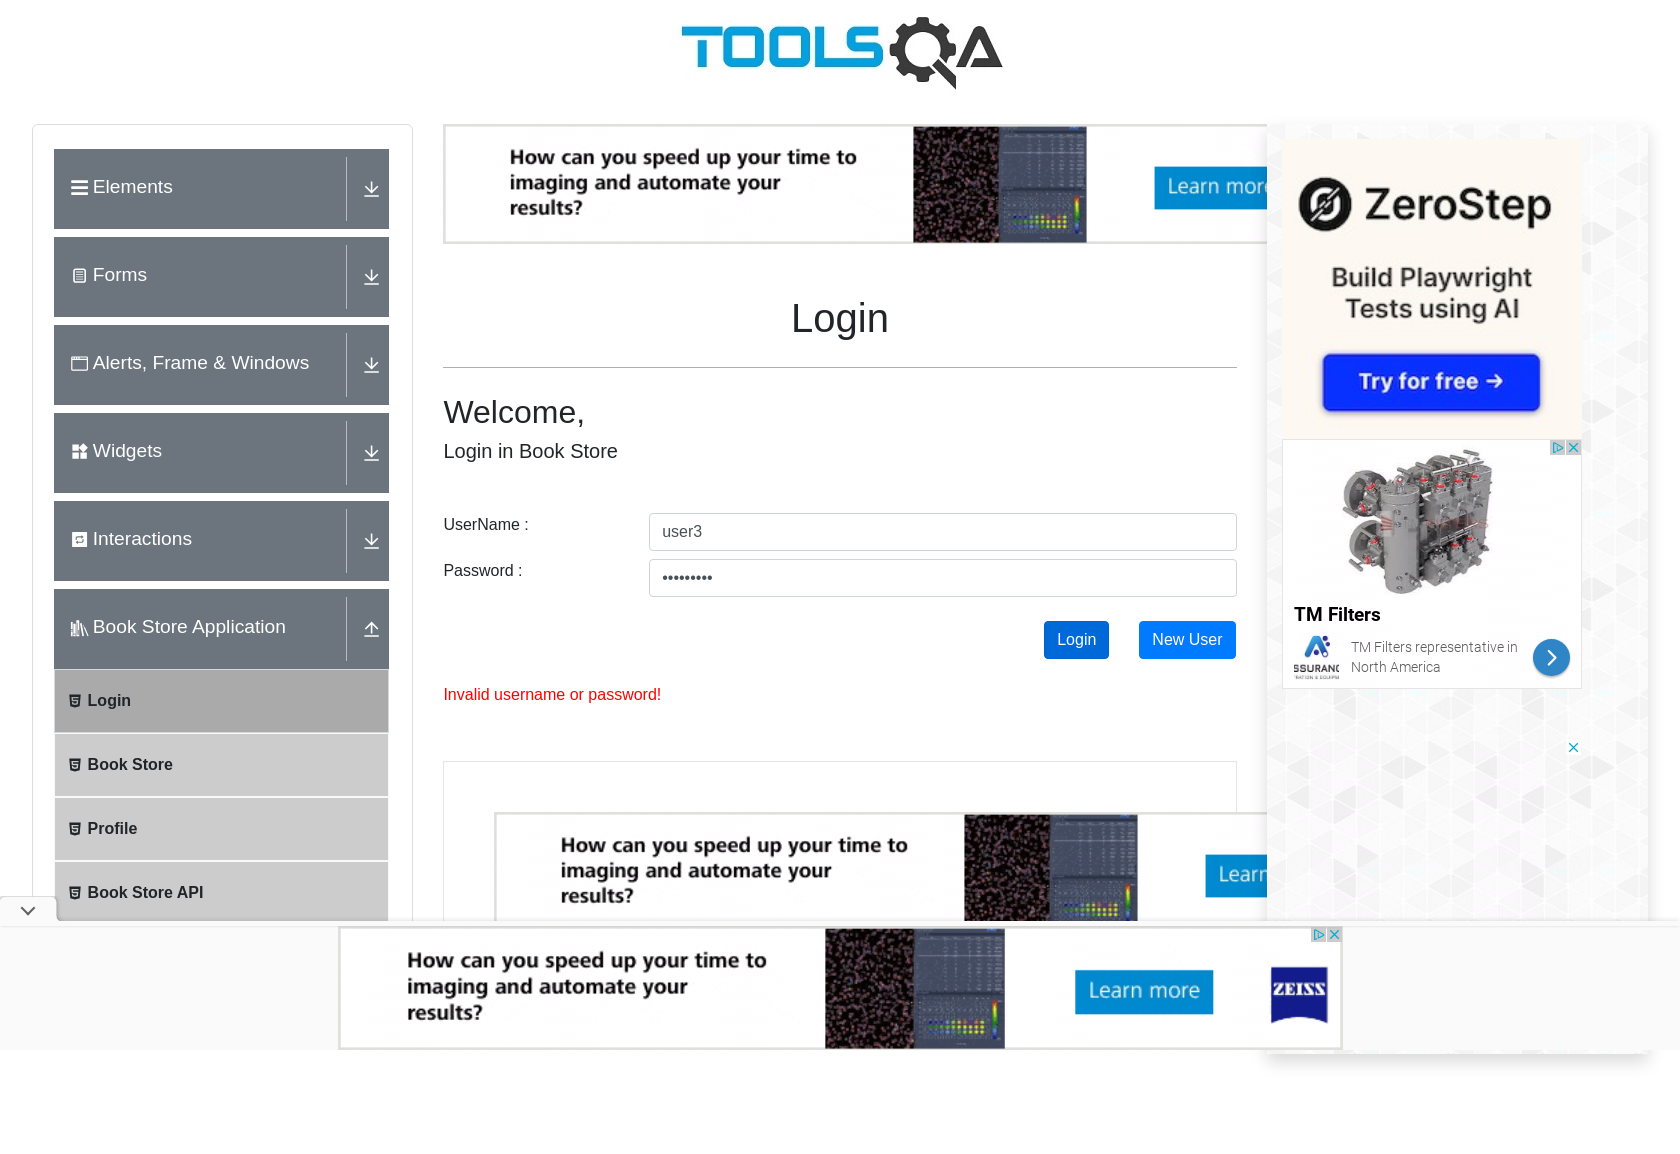 TOOLSQA
Elements
Forms
Alerts, Frame & Windows
Widgets
Interactions
Book Store Application
Login
Book Store
Profile
Book Store API
How can you speed up your time to
imaging and automate your
results?
Learn more
Login
Welcome,
Login in Book Store
UserName :
user3
Password :
•••••••••
Login
New User
Invalid username or password!
How can you speed up your time to
imaging and automate your
results?
Learn
ZeroStep
Build Playwright
Tests using AI
Try for free →
TM Filters
TM Filters representative in
North America
How can you speed up your time to
imaging and automate your
results?
Learn more
ZEISS